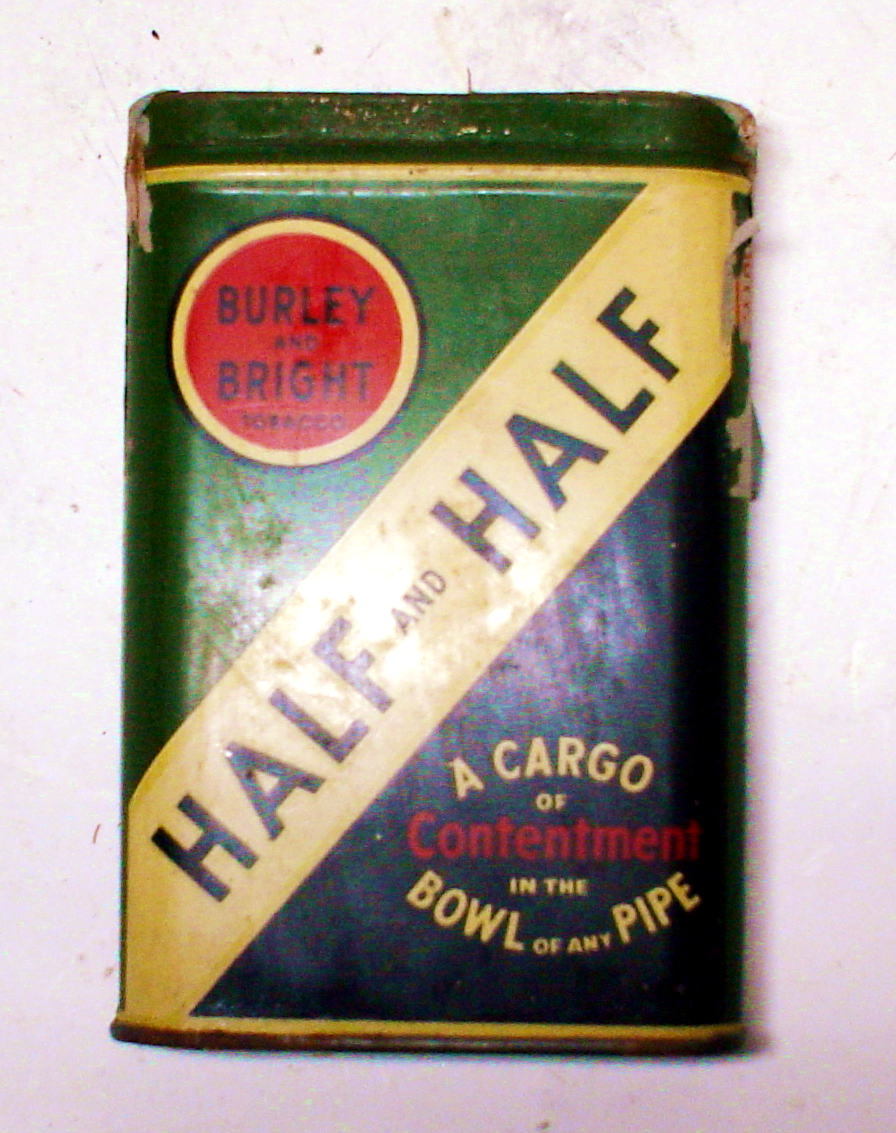 BURLEY
AND
BRIGHT
TOBACCO
HALF AND HALF
A CARGO
OF
Contentment
IN THE
BOWL OF ANY PIPE